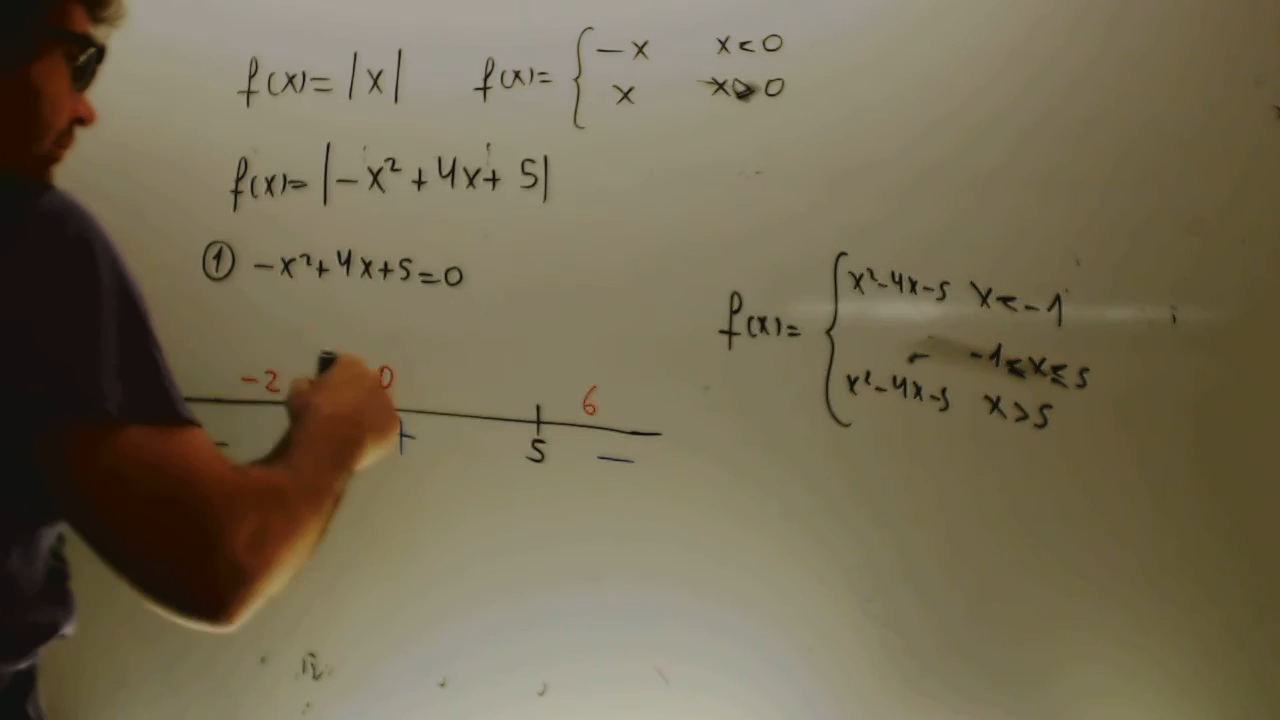 f(x)= |x| f(x)= { -x x<0
x x>0
f(x)= |-x²+4x+5|
① -x²+4x+5=0
f(x)= { x²-4x-5 x<-1
- -1≤x≤5
x²-4x-5 x>5
-2 0 6
- + 5 -